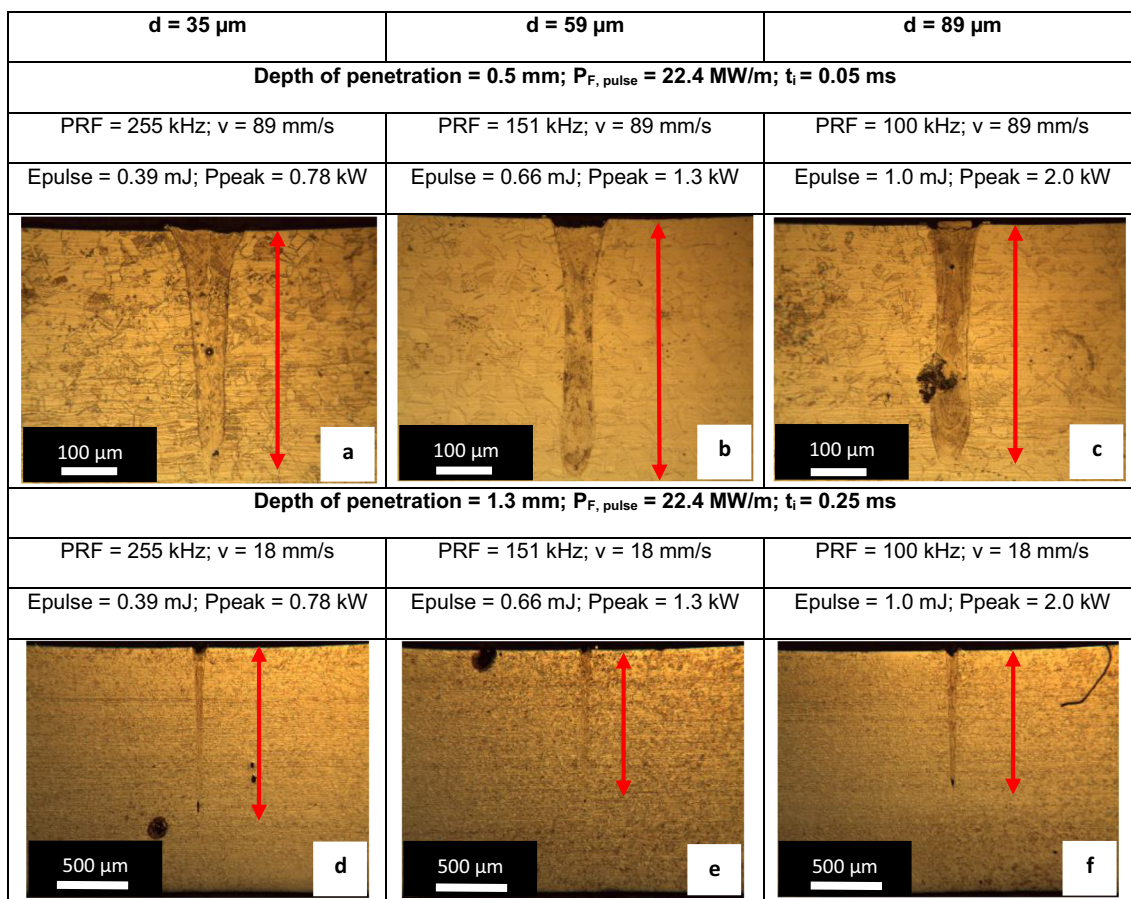 d = 35 µm d = 59 µm d = 89 µm
Depth of penetration = 0.5 mm; PF, pulse = 22.4 MW/m; ti = 0.05 ms
PRF = 255 kHz; v = 89 mm/s PRF = 151 kHz; v = 89 mm/s PRF = 100 kHz; v = 89 mm/s
Epulse = 0.39 mJ; Ppeak = 0.78 kW Epulse = 0.66 mJ; Ppeak = 1.3 kW Epulse = 1.0 mJ; Ppeak = 2.0 kW
100 µm a 100 µm b 100 µm c
Depth of penetration = 1.3 mm; PF, pulse = 22.4 MW/m; ti = 0.25 ms
PRF = 255 kHz; v = 18 mm/s PRF = 151 kHz; v = 18 mm/s PRF = 100 kHz; v = 18 mm/s
Epulse = 0.39 mJ; Ppeak = 0.78 kW Epulse = 0.66 mJ; Ppeak = 1.3 kW Epulse = 1.0 mJ; Ppeak = 2.0 kW
500 µm d 500 µm e 500 µm f